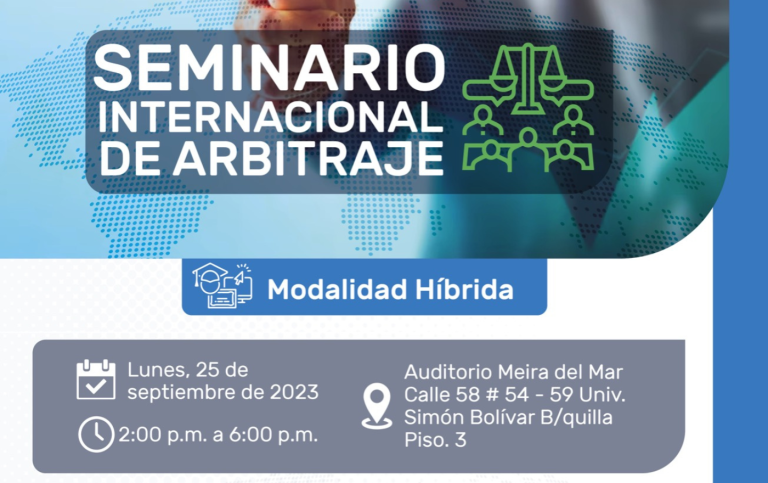 SEMINARIO
INTERNACIONAL
DE ARBITRAJE
Modalidad Híbrida
Lunes, 25 de
septiembre de 2023
2:00 p.m. a 6:00 p.m.
Auditorio Meira del Mar
Calle 58 # 54 - 59 Univ.
Simón Bolívar B/quilla
Piso. 3